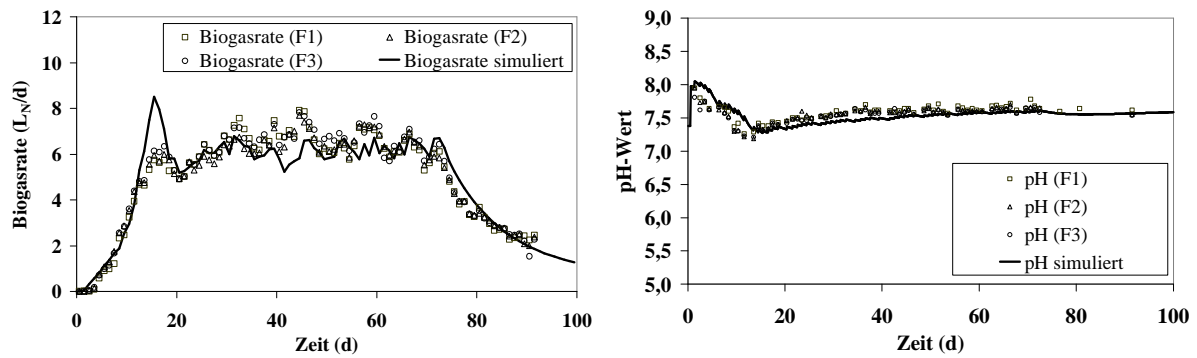 12
10
8
6
4
2
0
Biogasrate (L_N/d)
□ Biogasrate (F1) △ Biogasrate (F2)
○ Biogasrate (F3) Biogasrate simuliert
0 20 40 60 80 100
Zeit (d)
9,0
8,5
8,0
7,5
7,0
6,5
6,0
5,5
5,0
pH-Wert
□ pH (F1)
△ pH (F2)
○ pH (F3)
pH simuliert
0 20 40 60 80 100
Zeit (d)